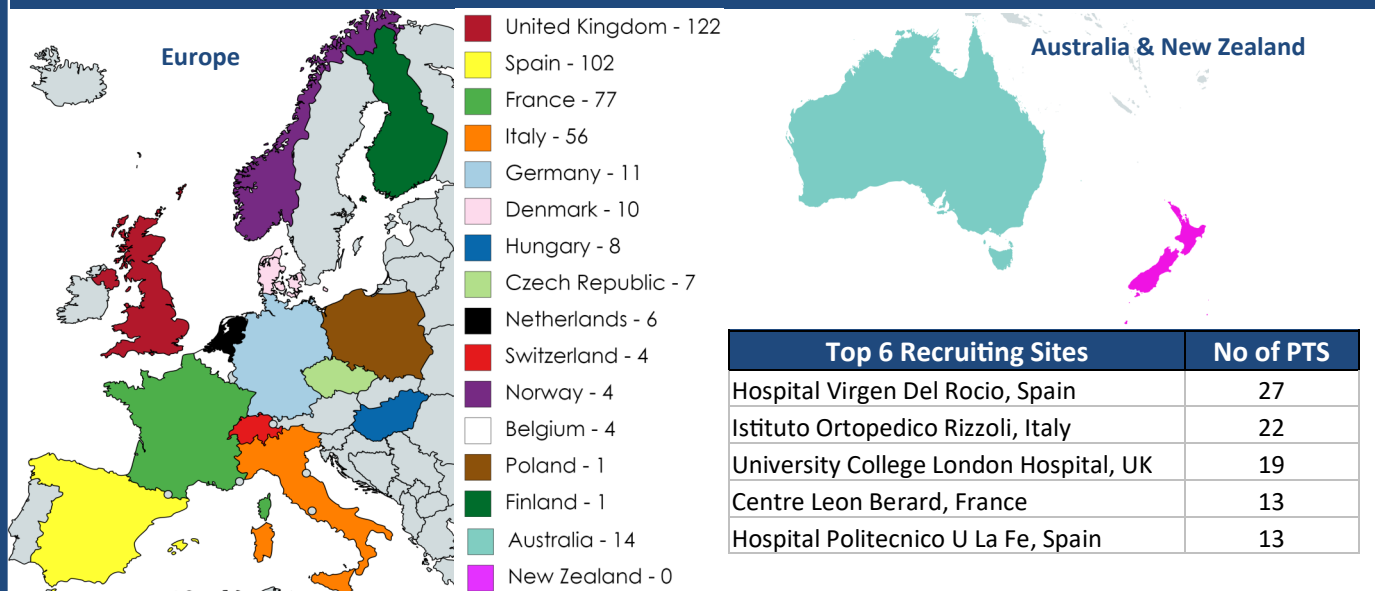 Europe
United Kingdom - 122
Spain - 102
France - 77
Italy - 56
Germany - 11
Denmark - 10
Hungary - 8
Czech Republic - 7
Netherlands - 6
Switzerland - 4
Norway - 4
Belgium - 4
Poland - 1
Finland - 1
Australia - 14
New Zealand - 0
Australia & New Zealand
Top 6 Recruiting Sites No of PTS
Hospital Virgen Del Rocio, Spain 27
Istituto Ortopedico Rizzoli, Italy 22
University College London Hospital, UK 19
Centre Leon Berard, France 13
Hospital Politecnico U La Fe, Spain 13